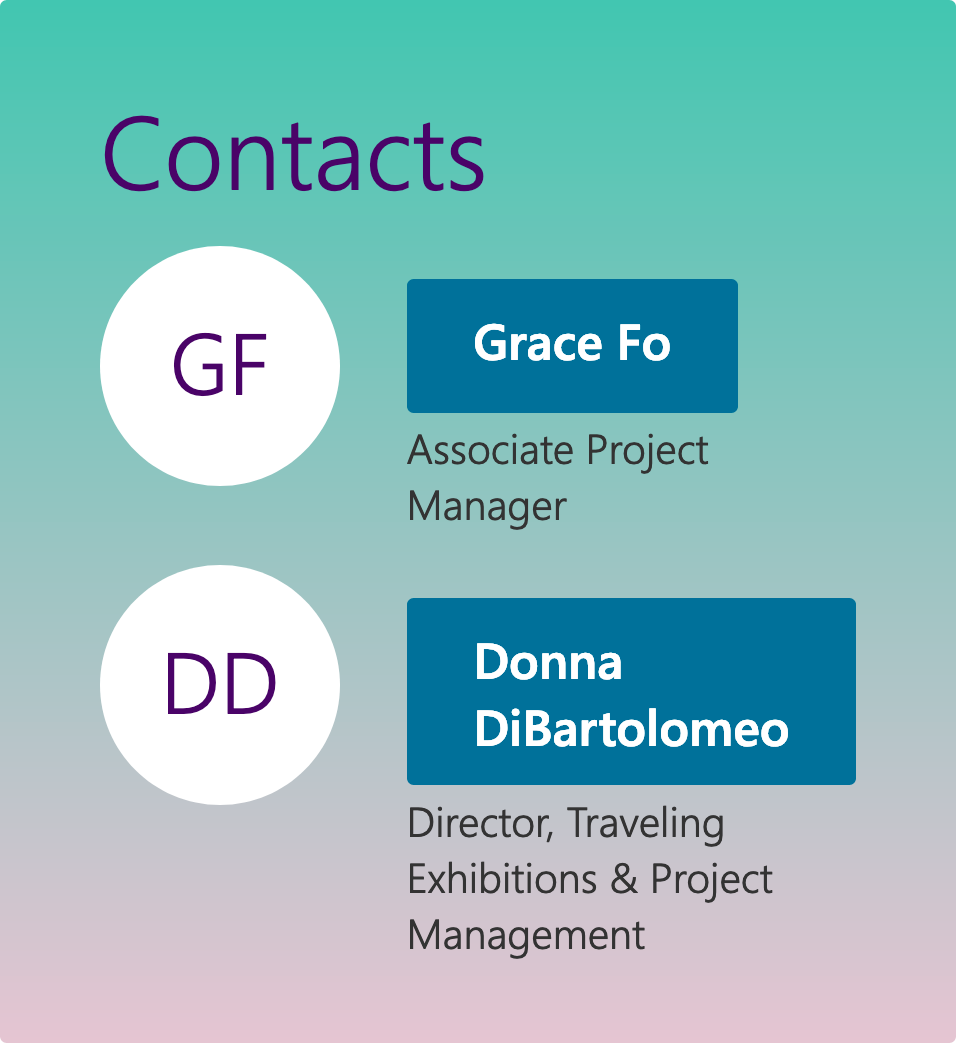 Contacts
GF
Grace Fo
Associate Project
Manager
DD
Donna
DiBartolomeo
Director, Traveling
Exhibitions & Project
Management